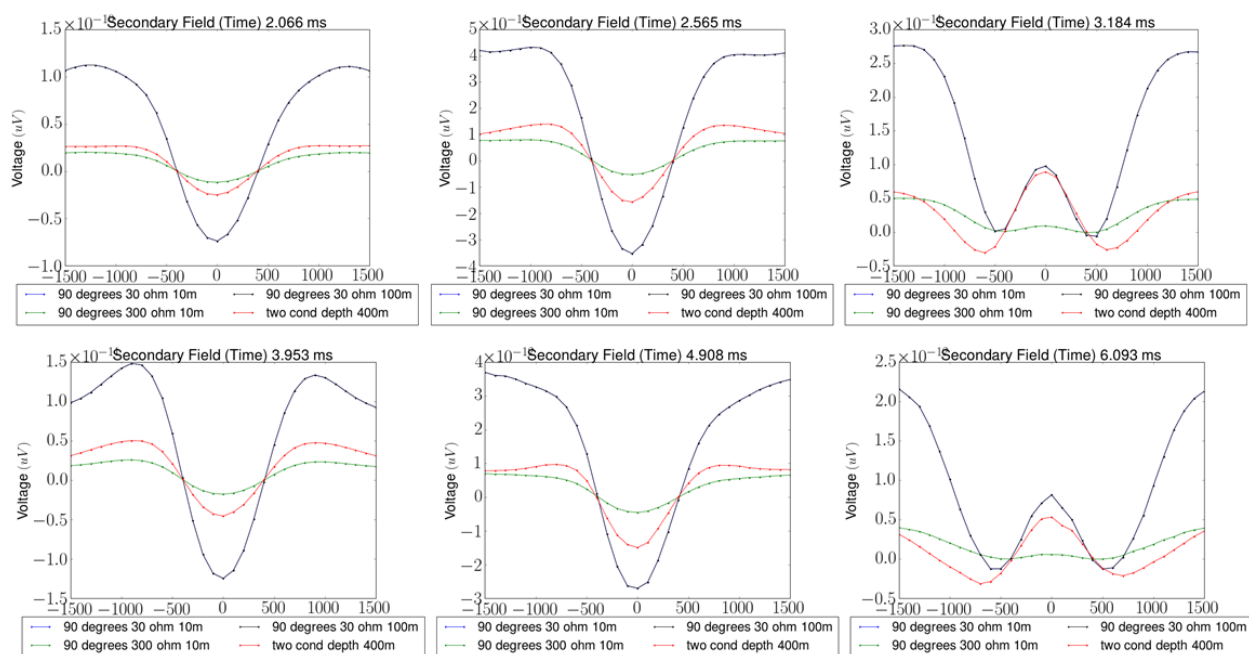 Secondary Field (Time) 2.066 ms
Voltage (uV)
1.5
1.0
0.5
0.0
−0.5
−1.0
−1500 −1000 −500 0 500 1000 1500
90 degrees 30 ohm 10m 90 degrees 30 ohm 100m
90 degrees 300 ohm 10m two cond depth 400m
Secondary Field (Time) 2.565 ms
Voltage (uV)
5
4
3
2
1
0
−1
−2
−3
−4
−1500 −1000 −500 0 500 1000 1500
90 degrees 30 ohm 10m 90 degrees 30 ohm 100m
90 degrees 300 ohm 10m two cond depth 400m
Secondary Field (Time) 3.184 ms
Voltage (uV)
3.0
2.5
2.0
1.5
1.0
0.5
0.0
−0.5
−1500 −1000 −500 0 500 1000 1500
90 degrees 30 ohm 10m 90 degrees 30 ohm 100m
90 degrees 300 ohm 10m two cond depth 400m
Secondary Field (Time) 3.953 ms
Voltage (uV)
1.5
1.0
0.5
0.0
−0.5
−1.0
−1.5
−1500 −1000 −500 0 500 1000 1500
90 degrees 30 ohm 10m 90 degrees 30 ohm 100m
90 degrees 300 ohm 10m two cond depth 400m
Secondary Field (Time) 4.908 ms
Voltage (uV)
4
3
2
1
0
−1
−2
−3
−1500 −1000 −500 0 500 1000 1500
90 degrees 30 ohm 10m 90 degrees 30 ohm 100m
90 degrees 300 ohm 10m two cond depth 400m
Secondary Field (Time) 6.093 ms
Voltage (uV)
2.5
2.0
1.5
1.0
0.5
0.0
−0.5
−1500 −1000 −500 0 500 1000 1500
90 degrees 30 ohm 10m 90 degrees 30 ohm 100m
90 degrees 300 ohm 10m two cond depth 400m